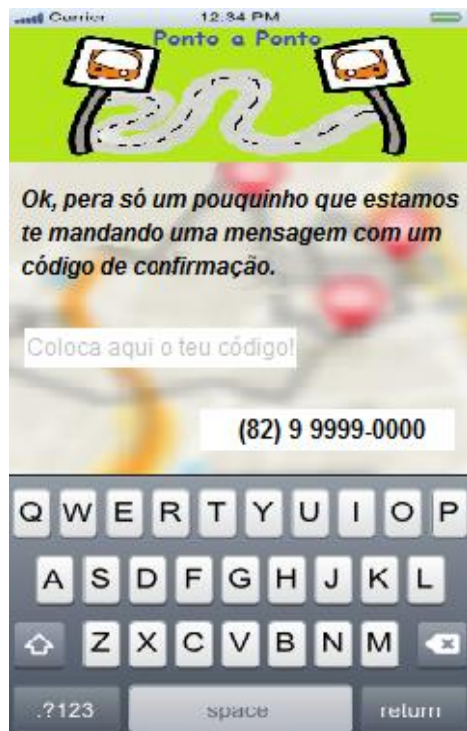 Carrier 12:34 PM
Ponto a Ponto
Ok, pera só um pouquinho que estamos
te mandando uma mensagem com um
código de confirmação.
Coloca aqui o teu código!
(82) 9 9999-0000
Q W E R T Y U I O P
A S D F G H J K L
Z X C V B N M
.?123 space return